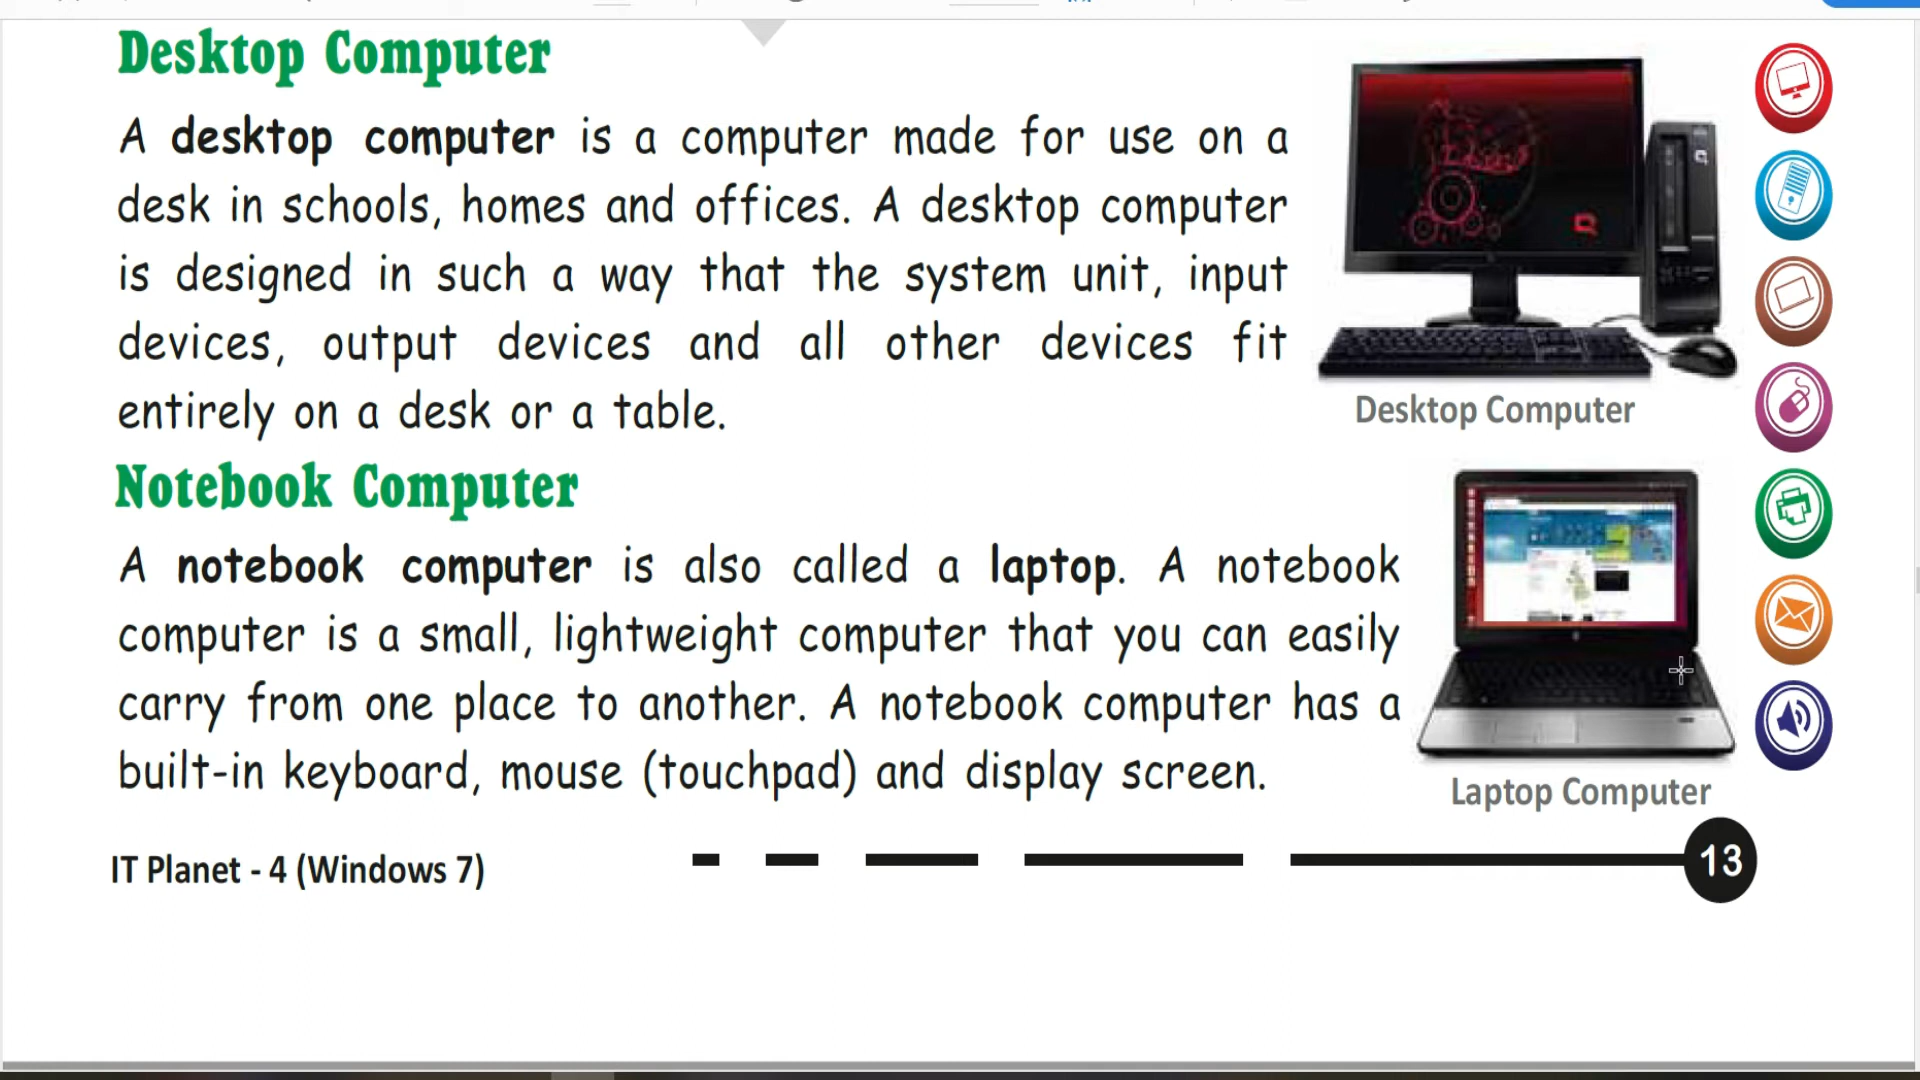 Desktop Computer
A desktop computer is a computer made for use on a
desk in schools, homes and offices. A desktop computer
is designed in such a way that the system unit, input
devices, output devices and all other devices fit
entirely on a desk or a table.
Desktop Computer
Notebook Computer
A notebook computer is also called a laptop. A notebook
computer is a small, lightweight computer that you can easily
carry from one place to another. A notebook computer has a
built-in keyboard, mouse (touchpad) and display screen.
Laptop Computer
IT Planet - 4 (Windows 7)
13